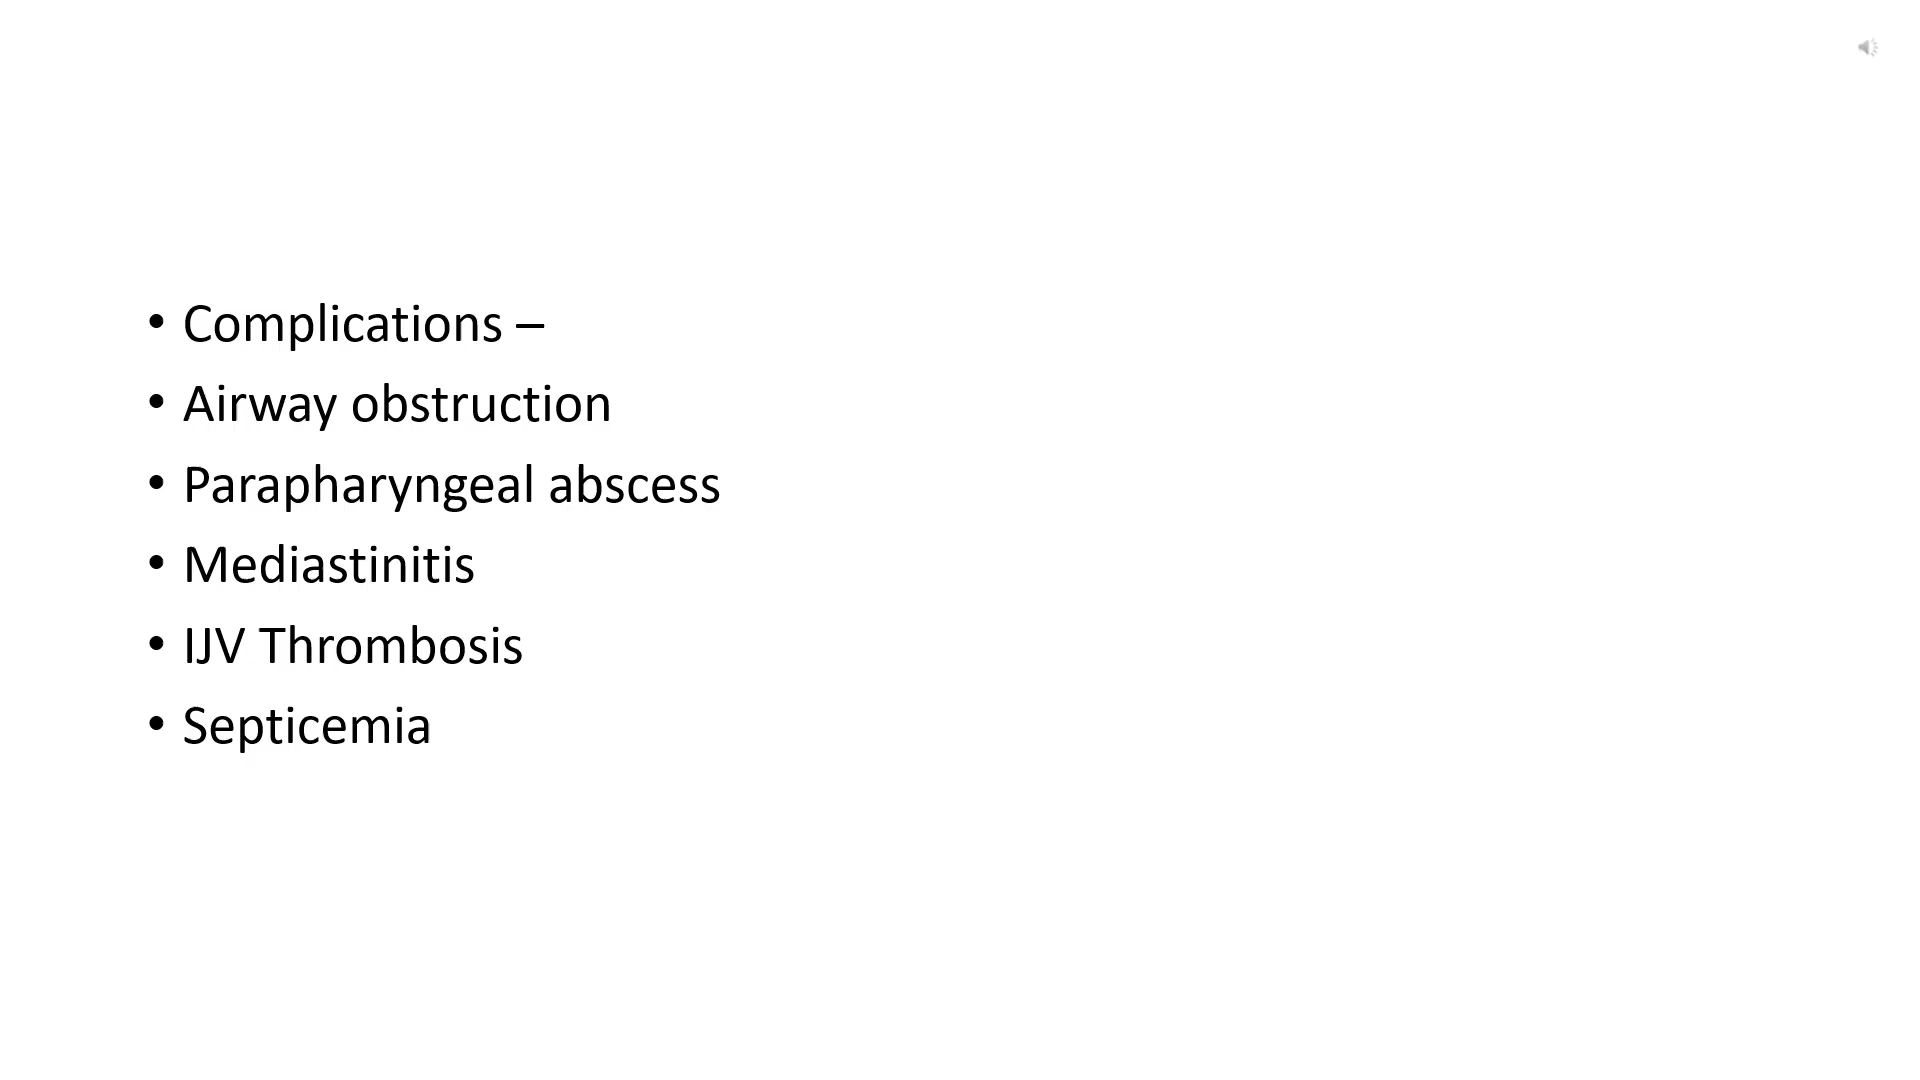 • Complications –
• Airway obstruction
• Parapharyngeal abscess
• Mediastinitis
• IJV Thrombosis
• Septicemia